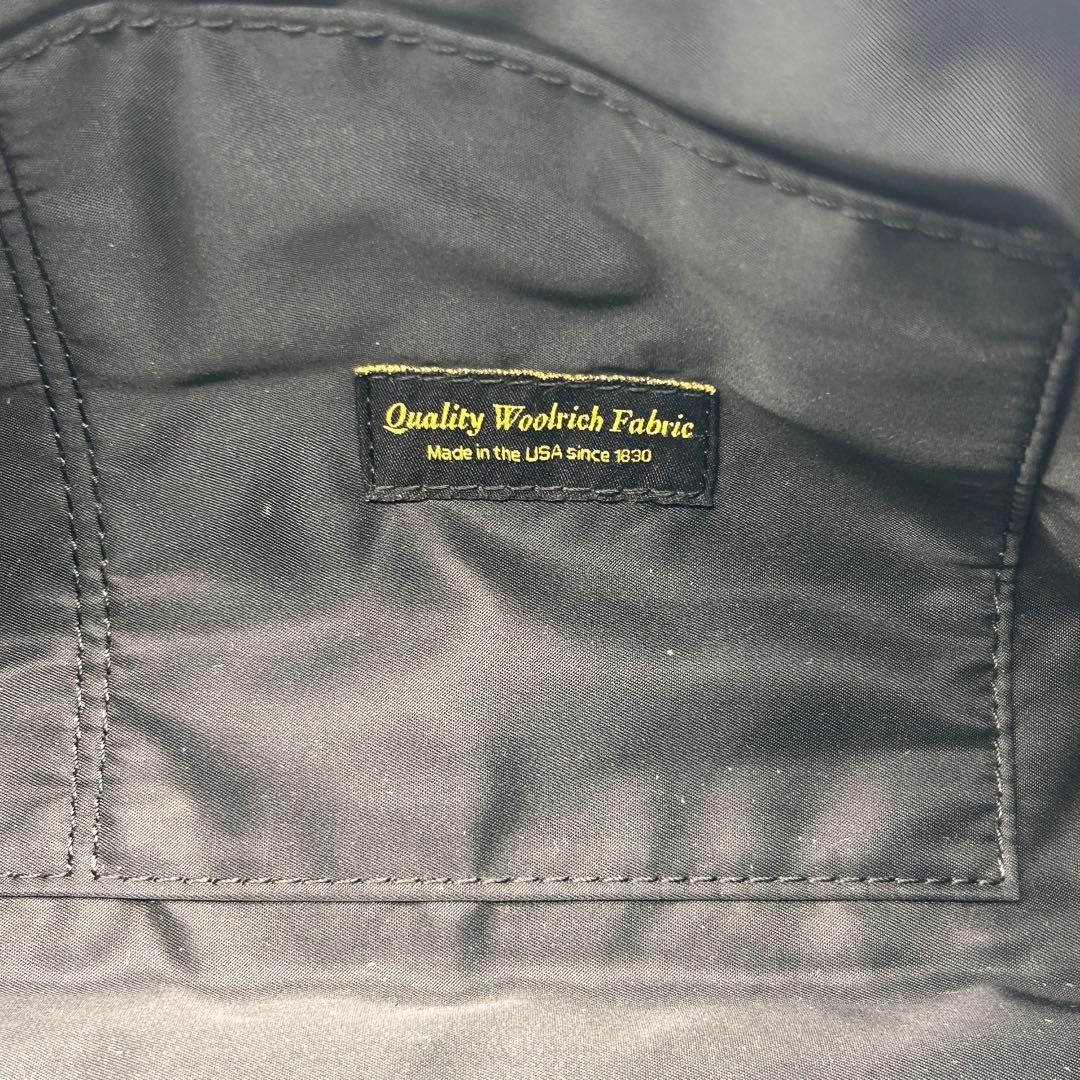 Quality Woolrich Fabric
Made in the USA since 1830